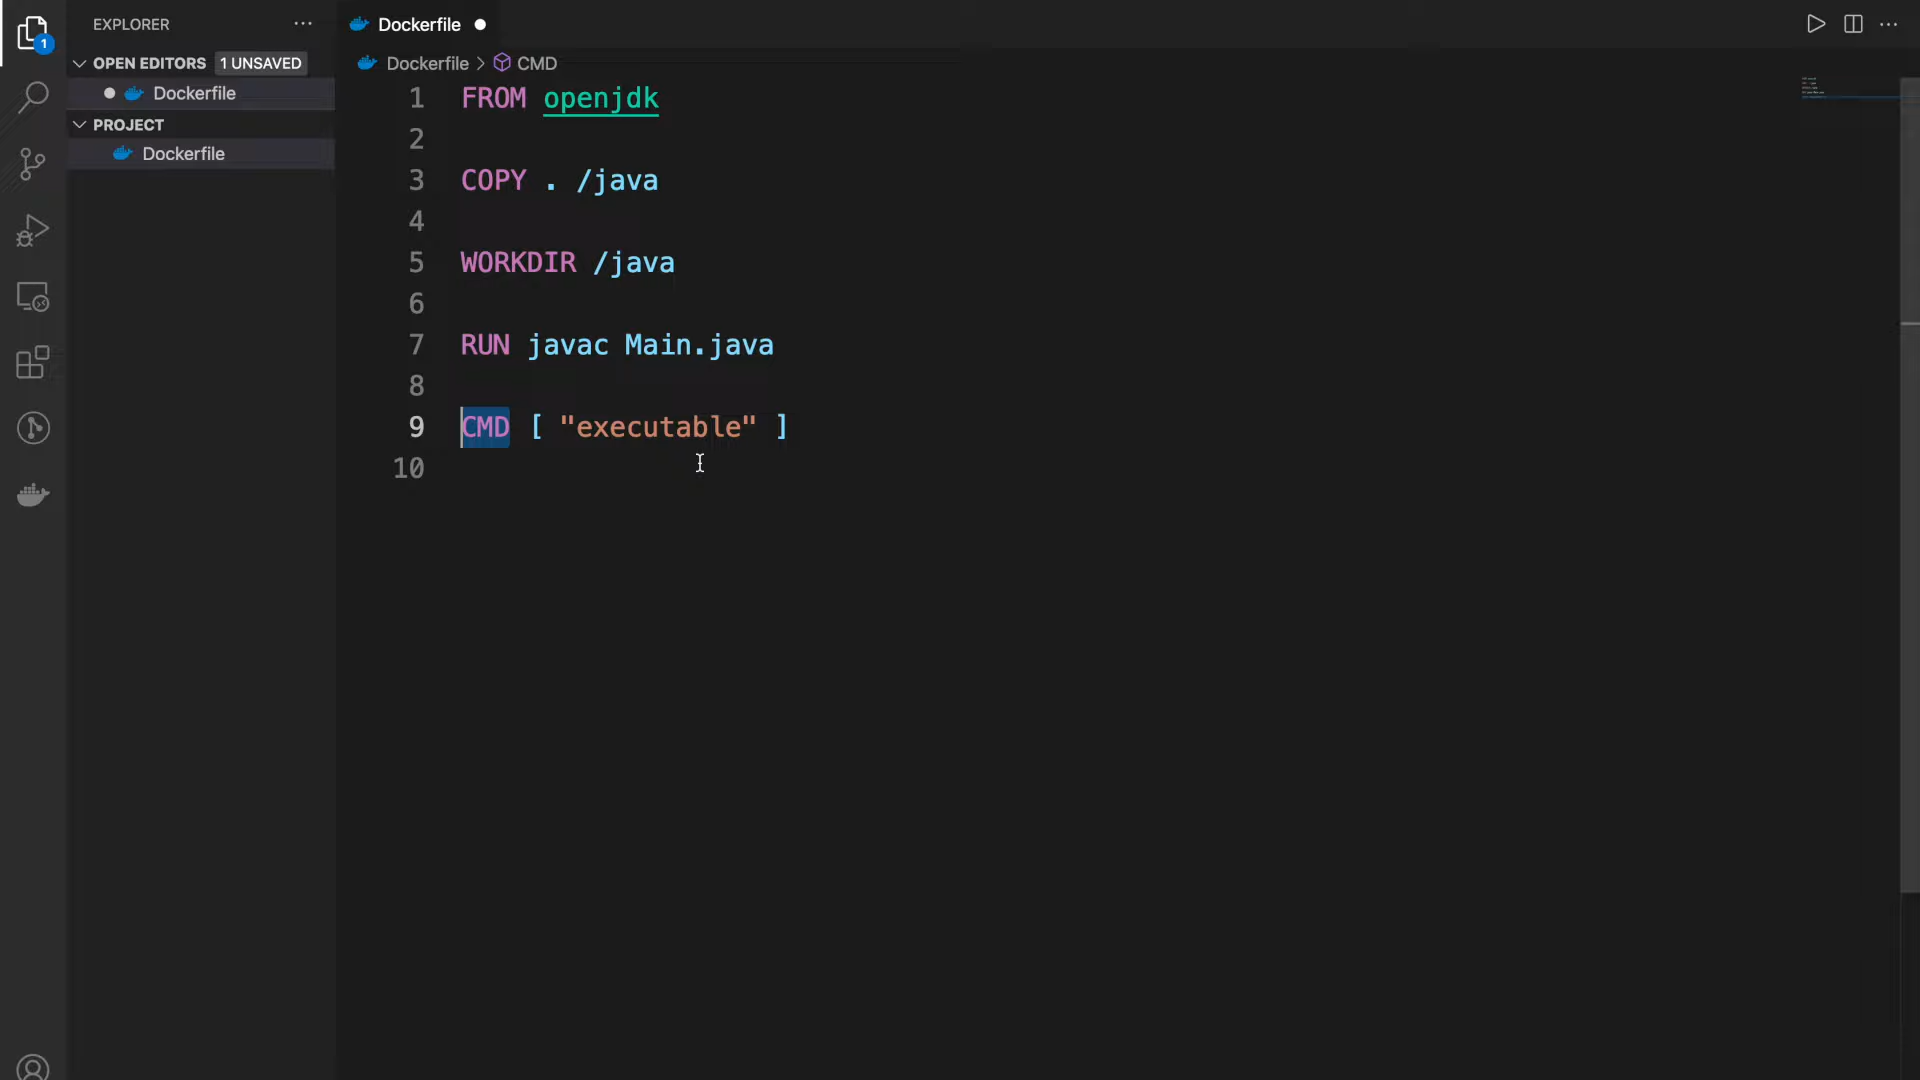 EXPLORER
OPEN EDITORS 1 UNSAVED
Dockerfile
PROJECT
Dockerfile
1
Dockerfile
Dockerfile > CMD
1 FROM openjdk
2
3 COPY . /java
4
5 WORKDIR /java
6
7 RUN javac Main.java
8
9 CMD [ "executable" ]
10